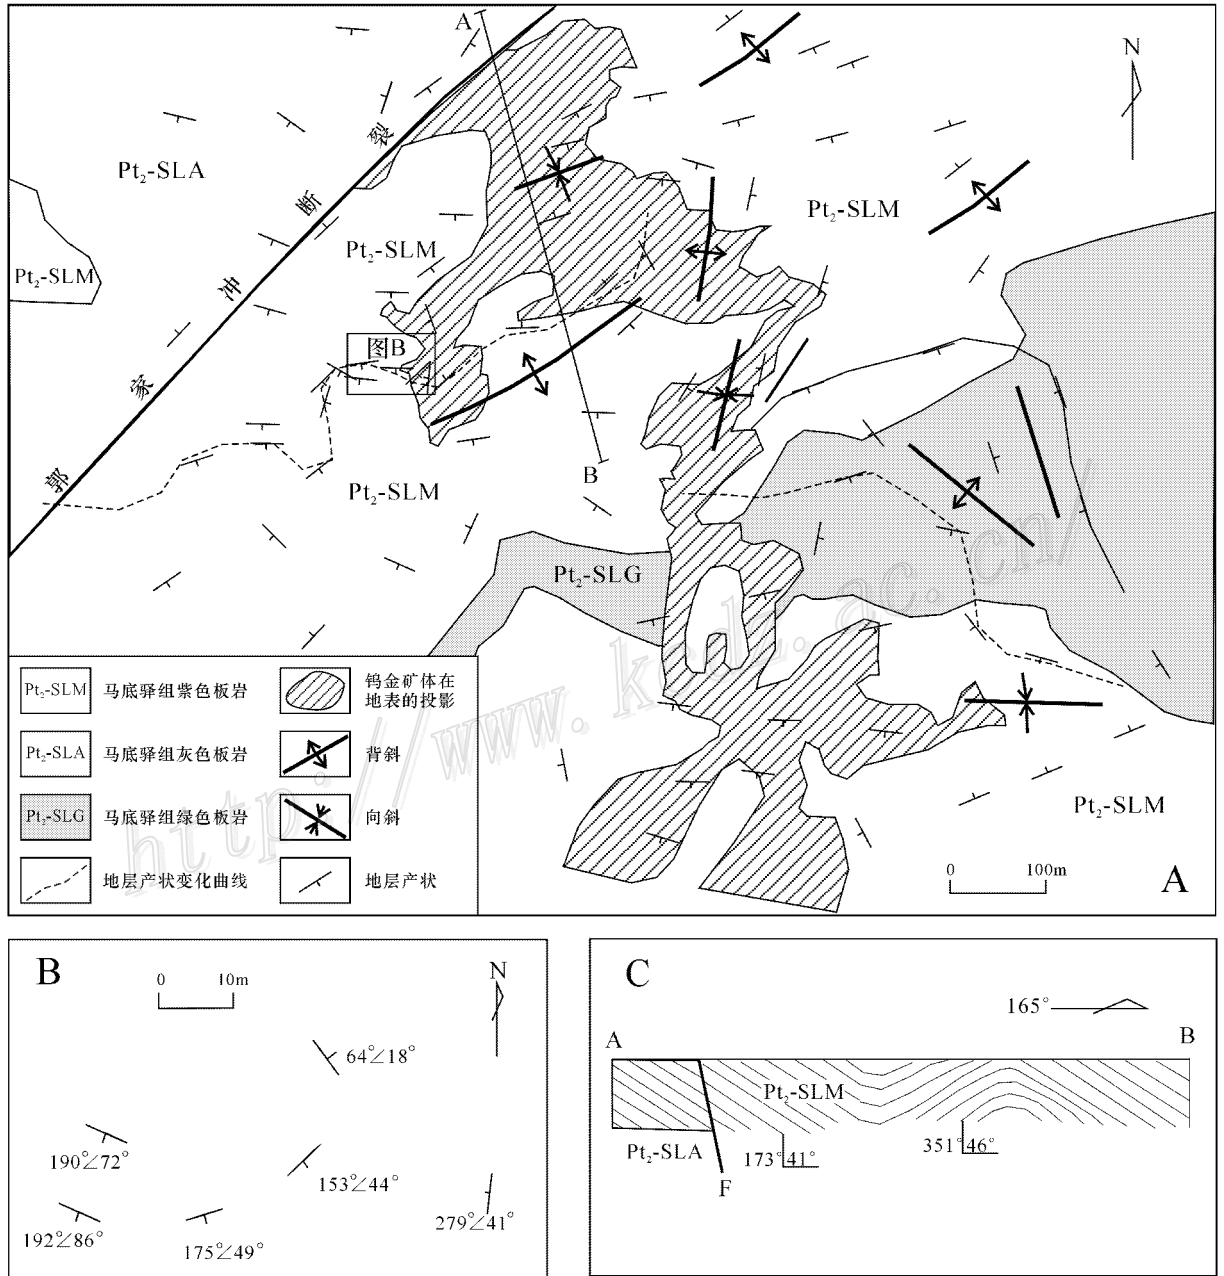 A
N
裂
Pt₂-SLA
断
Pt₂-SLM
Pt₂-SLM
Pt₂-SLM
冲
图B
家
B
郭
Pt₂-SLM
Pt₂-SLG
Pt₂-SLM 马底驿组紫色板岩
钨金矿体在
地表的投影
Pt₂-SLA 马底驿组灰色板岩
背斜
Pt₂-SLG 马底驿组绿色板岩
向斜
地层产状变化曲线
地层产状
Pt₂-SLM
0 100m
A
http://www.kcdz.ac.cn/
B
0 10m
N
64°∠18°
190°∠72°
153°∠44°
192°∠86°
175°∠49°
279°∠41°
C
165°
A
B
Pt₂-SLM
Pt₂-SLA
173°41°
351°46°
F